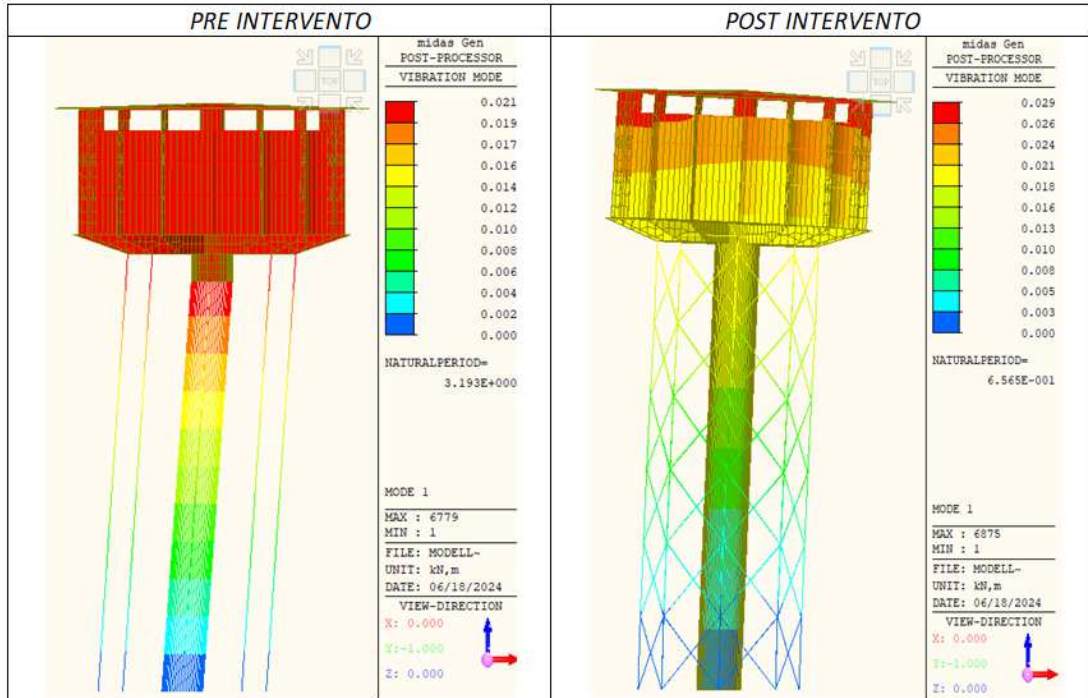 PRE INTERVENTO
POST INTERVENTO
midas Gen
POST-PROCESSOR
VIBRATION MODE
0.021
0.019
0.017
0.016
0.014
0.012
0.010
0.008
0.006
0.004
0.002
0.000
NATURALPERIOD=
3.193E+000
MODE 1
MAX : 6779
MIN : 1
FILE: MODELL~
UNIT: kN,m
DATE: 06/18/2024
VIEW-DIRECTION
X: 0.000
Y:-1.000
Z: 0.000
TOP
midas Gen
POST-PROCESSOR
VIBRATION MODE
0.029
0.026
0.024
0.021
0.018
0.016
0.013
0.010
0.008
0.005
0.003
0.000
NATURALPERIOD=
6.565E-001
MODE 1
MAX : 6875
MIN : 1
FILE: MODELL~
UNIT: kN,m
DATE: 06/18/2024
VIEW-DIRECTION
X: 0.000
Y:-1.000
Z: 0.000
TOP